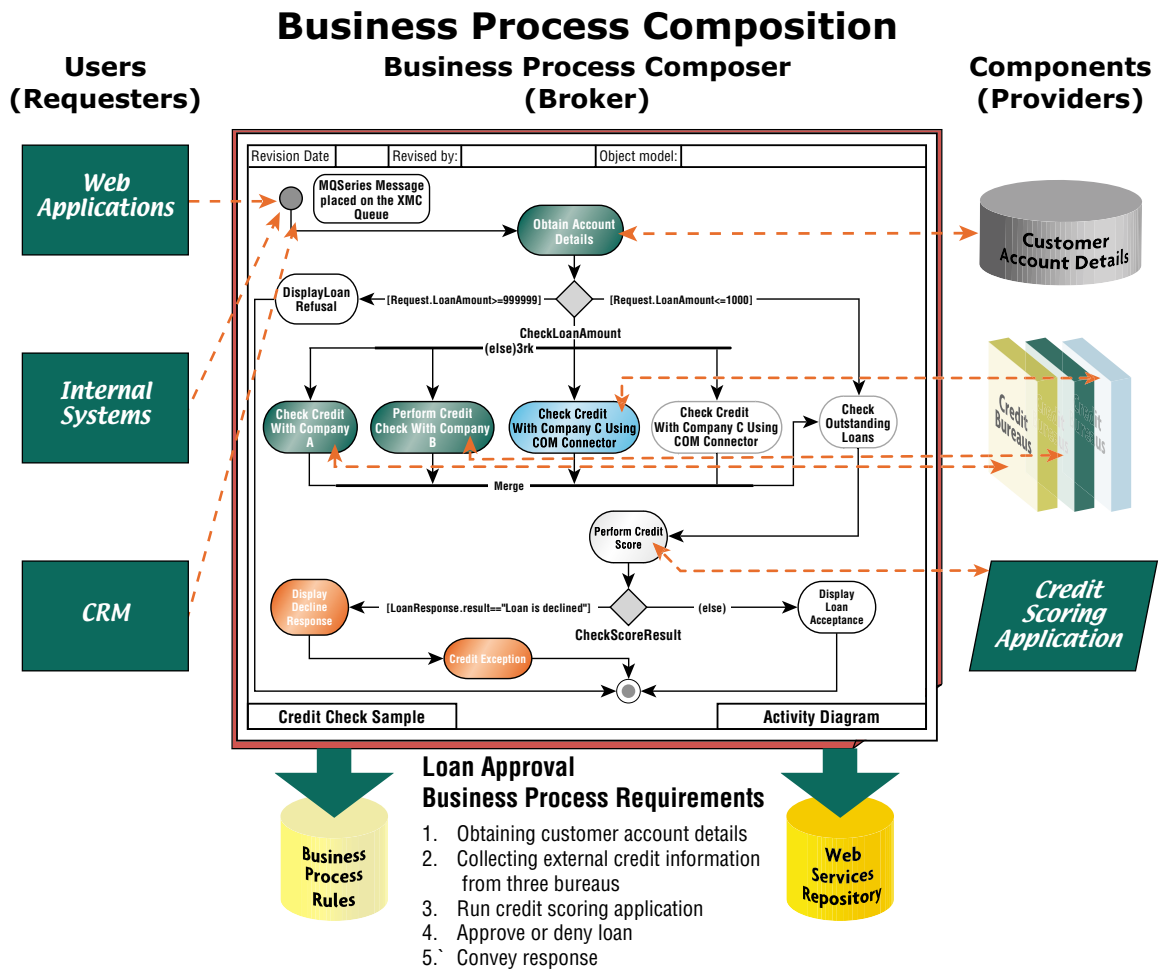 Business Process Composition
Users
(Requesters)
Business Process Composer
(Broker)
Components
(Providers)
Web
Applications
Internal
Systems
CRM
Revision Date
Revised by:
Object model:
MQSeries Message
placed on the XMC
Queue
Obtain Account
Details
DisplayLoan
Refusal
[Request.LoanAmount>=999999]
[Request.LoanAmount<=1000]
CheckLoanAmount
(else)3rk
Check Credit
With Company
A
Perform Credit
Check With Company
B
Check Credit
With Company C Using
COM Connector
Check Credit
With Company C Using
COM Connector
Check
Outstanding
Loans
Merge
Perform Credit
Score
Display
Decline
Response
[LoanResponse.result=="Loan is declined"]
(else)
Display
Loan
Acceptance
CheckScoreResult
Credit Exception
Credit Check Sample
Activity Diagram
Customer
Account Details
Credit
Bureaus
Credit
Scoring
Application
Business
Process
Rules
Loan Approval
Business Process Requirements
1. Obtaining customer account details
2. Collecting external credit information
from three bureaus
3. Run credit scoring application
4. Approve or deny loan
5.` Convey response
Web
Services
Repository